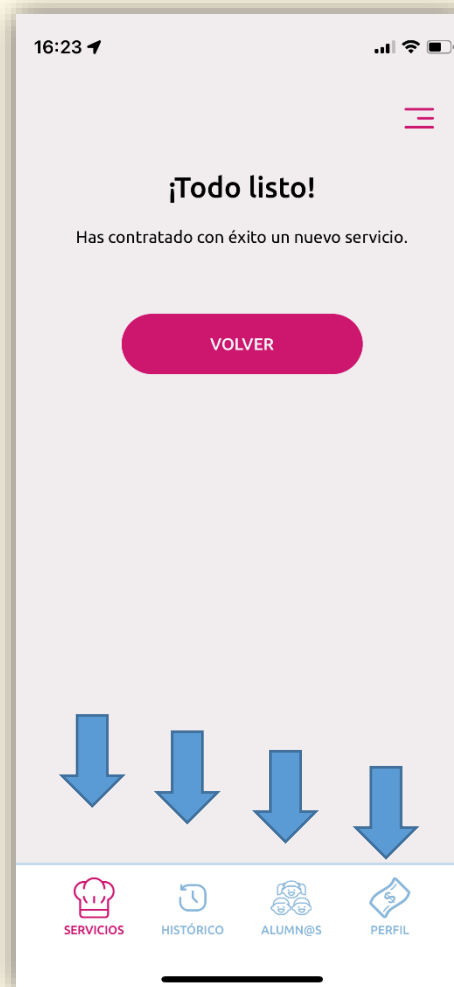 16:23
¡Todo listo!
Has contratado con éxito un nuevo servicio.
VOLVER
SERVICIOS
HISTÓRICO
ALUMN@S
PERFIL